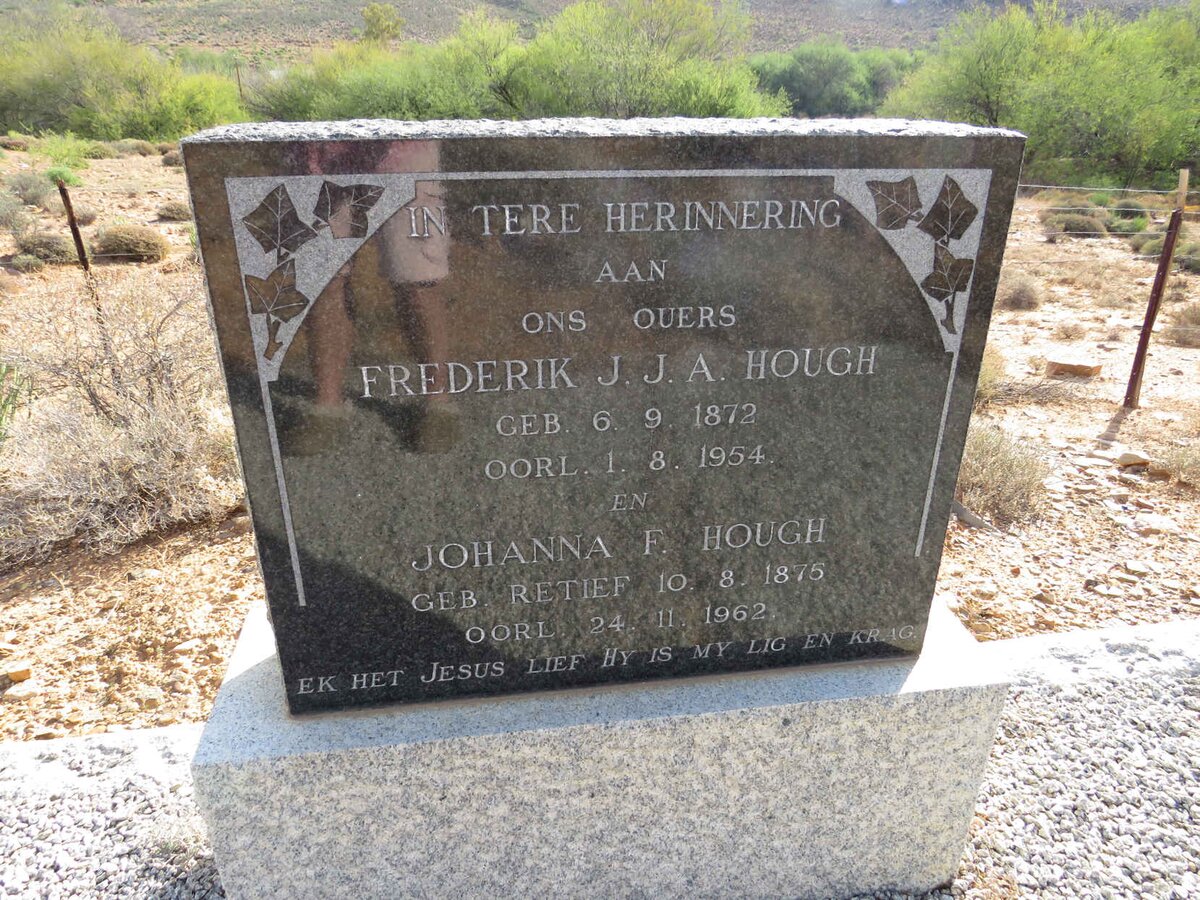 IN TERE HERINNERING
AAN
ONS OUERS
FREDERIK J. J. A. HOUGH
GEB. 6. 9. 1872
OORL. 1. 8. 1954.
EN
JOHANNA F. HOUGH
GEB. RETIEF 10. 8. 1875
OORL. 24. 11. 1962.
EK HET JESUS LIEF HY IS MY LIG EN KRAG.